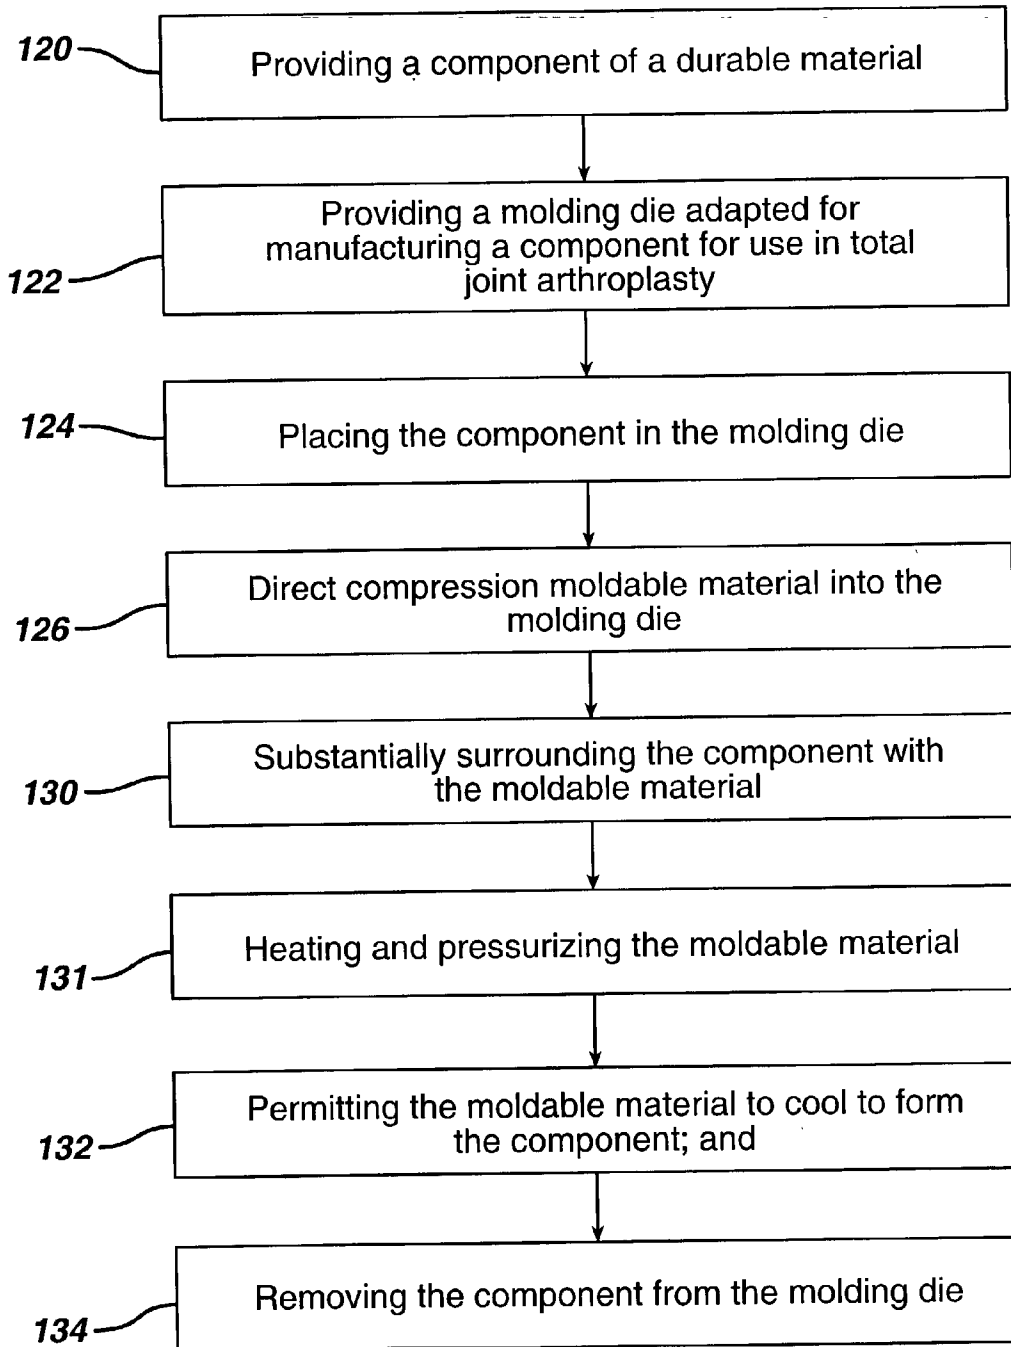 120
Providing a component of a durable material
Providing a molding die adapted for
manufacturing a component for use in total
joint arthroplasty
122
124
Placing the component in the molding die
Direct compression moldable material into the
molding die
126
Substantially surrounding the component with
the moldable material
130
Heating and pressurizing the moldable material
131
Permitting the moldable material to cool to form
the component; and
132
Removing the component from the molding die
134